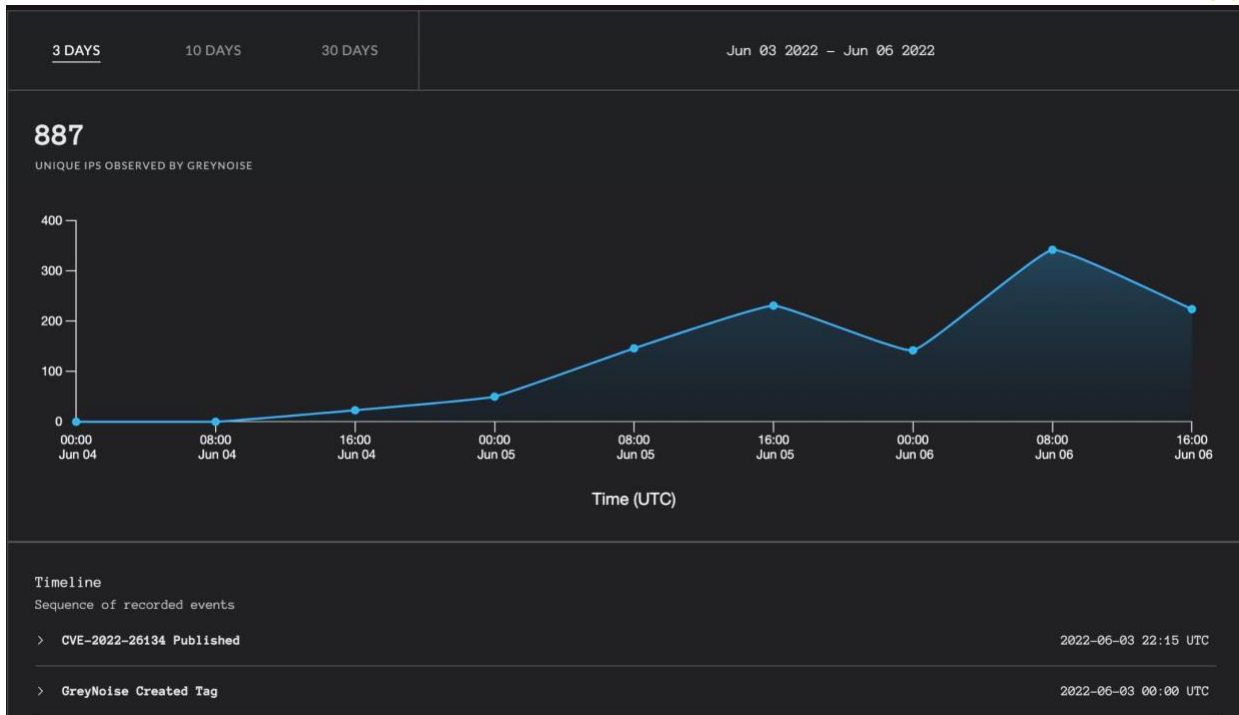 3 DAYS 10 DAYS 30 DAYS Jun 03 2022 – Jun 06 2022
887
UNIQUE IPS OBSERVED BY GREYNOISE
400
300
200
100
0
00:00 08:00 16:00 00:00 08:00 16:00 00:00 08:00 16:00
Jun 04 Jun 04 Jun 04 Jun 05 Jun 05 Jun 05 Jun 06 Jun 06 Jun 06
Time (UTC)
Timeline
Sequence of recorded events
> CVE-2022-26134 Published 2022-06-03 22:15 UTC
> GreyNoise Created Tag 2022-06-03 00:00 UTC